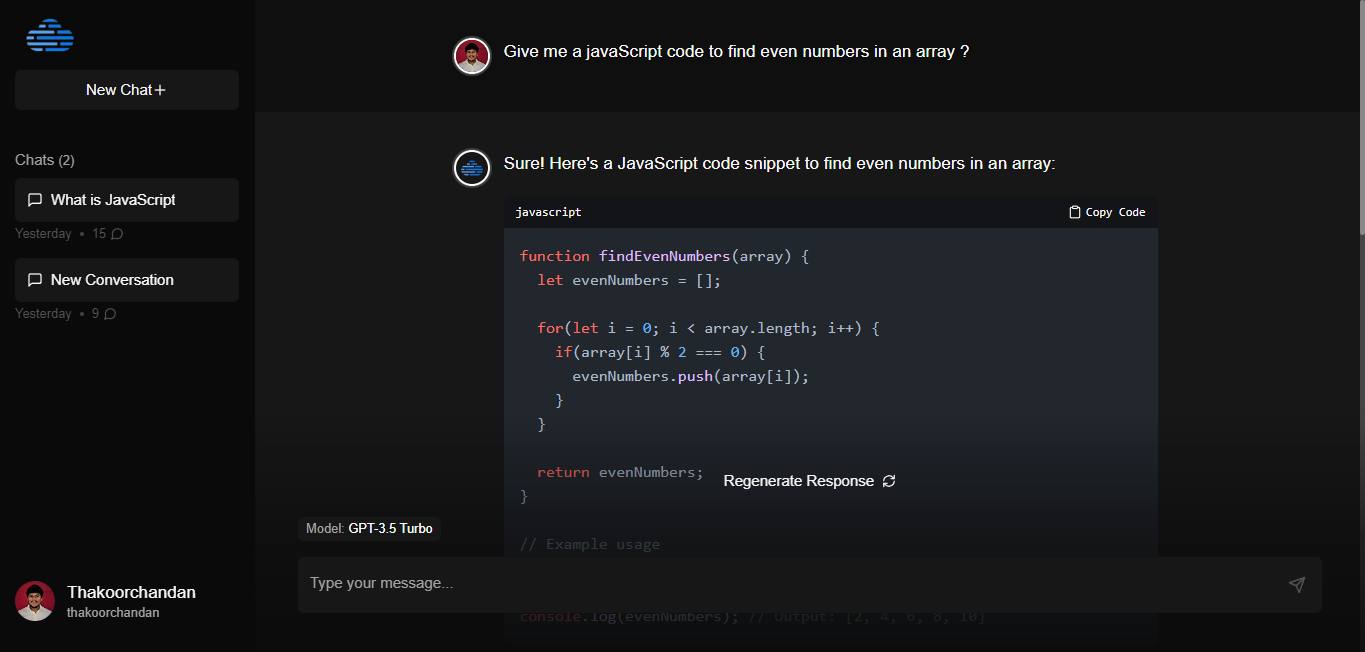 New Chat+
Chats (2)
What is JavaScript
Yesterday • 15
New Conversation
Yesterday • 9
Thakoorchandan
thakoorchandan
Give me a javaScript code to find even numbers in an array ?
Sure! Here's a JavaScript code snippet to find even numbers in an array:
javascript
Copy Code
function findEvenNumbers(array) {
  let evenNumbers = [];
  for(let i = 0; i < array.length; i++) {
    if(array[i] % 2 === 0) {
      evenNumbers.push(array[i]);
    }
  }
  return evenNumbers;
}
// Example usage
console.log(evenNumbers); // Output: [2, 4, 6, 8, 10]
Regenerate Response
Model: GPT-3.5 Turbo
Type your message...